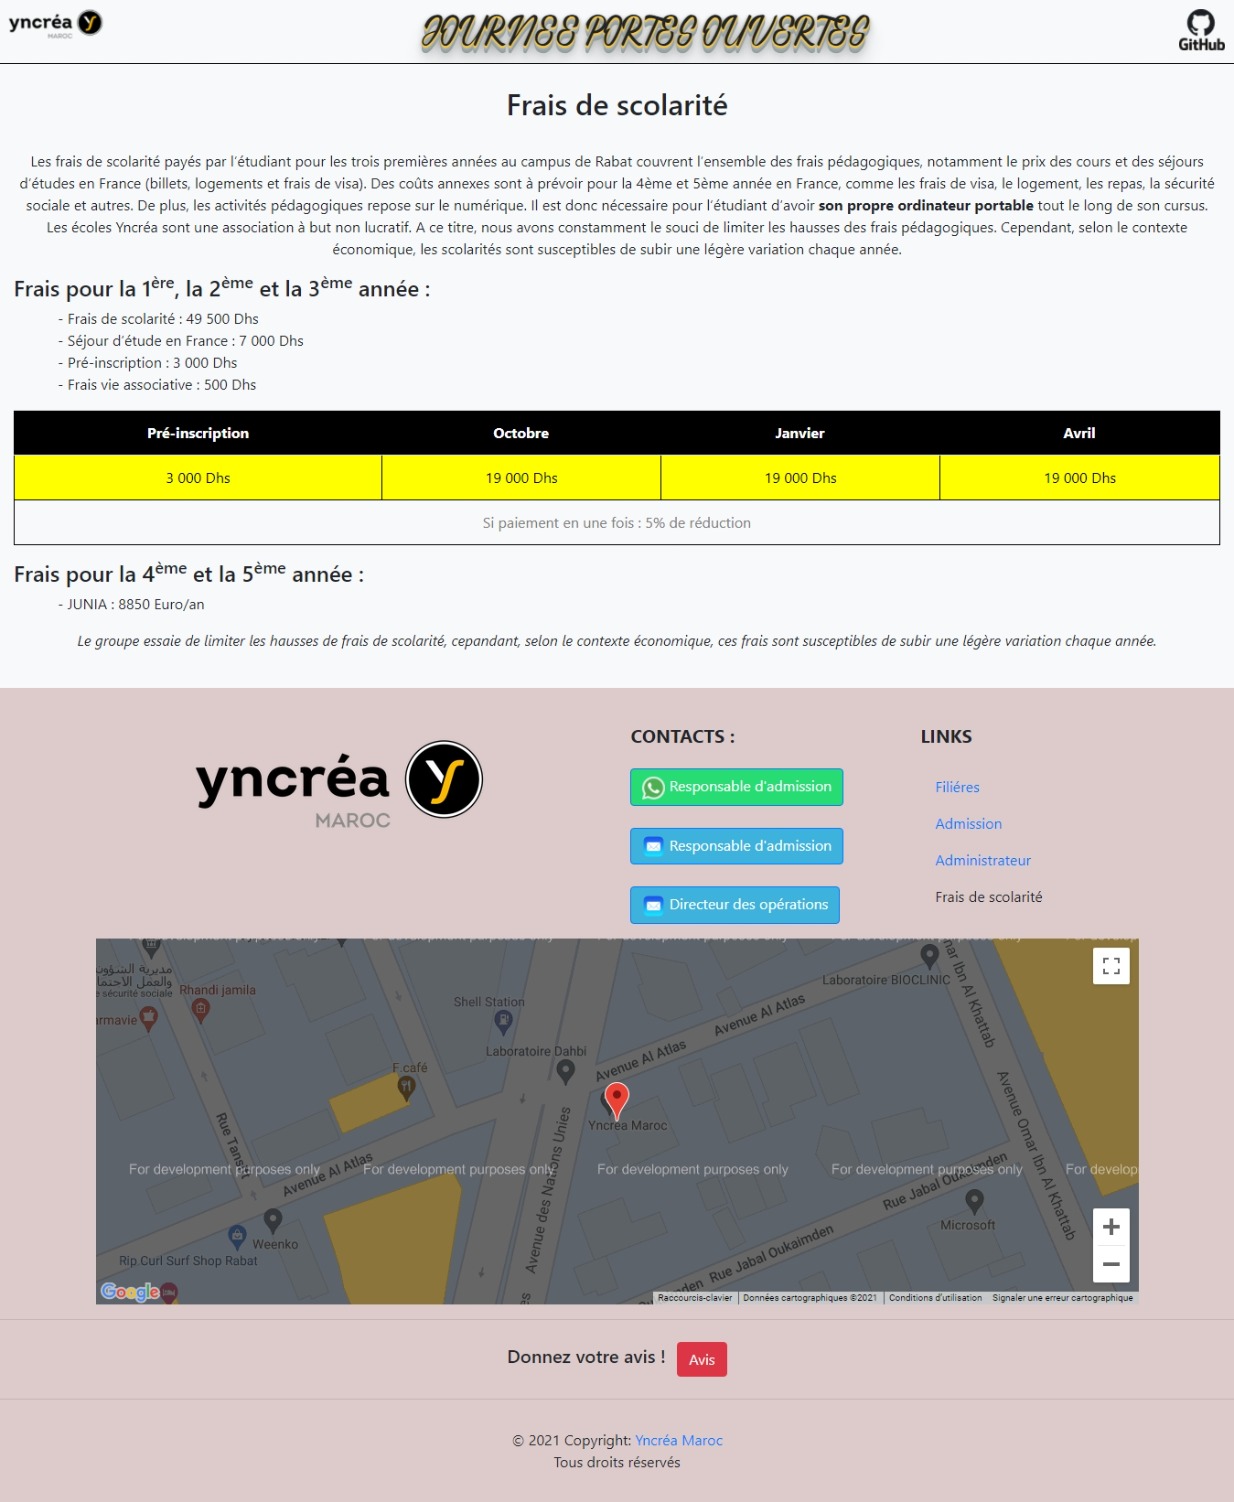 yncréa
MAROC
JOURNEE PORTES OUVERTES
GitHub
Frais de scolarité
Les frais de scolarité payés par l'étudiant pour les trois premières années au campus de Rabat couvrent l'ensemble des frais pédagogiques, notamment le prix des cours et des séjours
d'études en France (billets, logements et frais de visa). Des coûts annexes sont à prévoir pour la 4ème et 5ème année en France, comme les frais de visa, le logement, les repas, la sécurité
sociale et autres. De plus, les activités pédagogiques repose sur le numérique. Il est donc nécessaire pour l'étudiant d'avoir son propre ordinateur portable tout le long de son cursus.
Les écoles Yncréa sont une association à but non lucratif. A ce titre, nous avons constamment le souci de limiter les hausses des frais pédagogiques. Cependant, selon le contexte
économique, les scolarités sont susceptibles de subir une légère variation chaque année.
Frais pour la 1ère, la 2ème et la 3ème année :
- Frais de scolarité : 49 500 Dhs
- Séjour d'étude en France : 7 000 Dhs
- Pré-inscription : 3 000 Dhs
- Frais vie associative : 500 Dhs
Pré-inscription Octobre Janvier Avril
3 000 Dhs 19 000 Dhs 19 000 Dhs 19 000 Dhs
Si paiement en une fois : 5% de réduction
Frais pour la 4ème et la 5ème année :
- JUNIA : 8850 Euro/an
Le groupe essaie de limiter les hausses de frais de scolarité, cepandant, selon le contexte économique, ces frais sont susceptibles de subir une légère variation chaque année.
yncréa
MAROC
CONTACTS :
Responsable d'admission
Responsable d'admission
Directeur des opérations
LINKS
Filiéres
Admission
Administrateur
Frais de scolarité
مديرية الشؤون
والعمل الاجتما
e sécurité sociale
Rhandi jamila
armavie
Shell Station
Laboratoire Dahbi
F.café
Laboratoire BIOCLINIC
Avenue Al Atlas
Avenue Al Atlas
Avenue Omar Ibn Al Khattab
mar Ibn Al Khattab
Yncrea Maroc
Rue Tansift
Avenue Al Atlas
Avenue des Nations Unies
For development purposes only
For development purposes only
For development purposes only
For development purposes only
For develop
Rue Jabal Oukaimden
Rue Jabal Oukaimden
Microsoft
Weenko
Rip Curl Surf Shop Rabat
Google
Raccourcis-clavier
Données cartographiques ©2021
Conditions d'utilisation
Signaler une erreur cartographique
Donnez votre avis ! Avis
© 2021 Copyright: Yncréa Maroc
Tous droits réservés